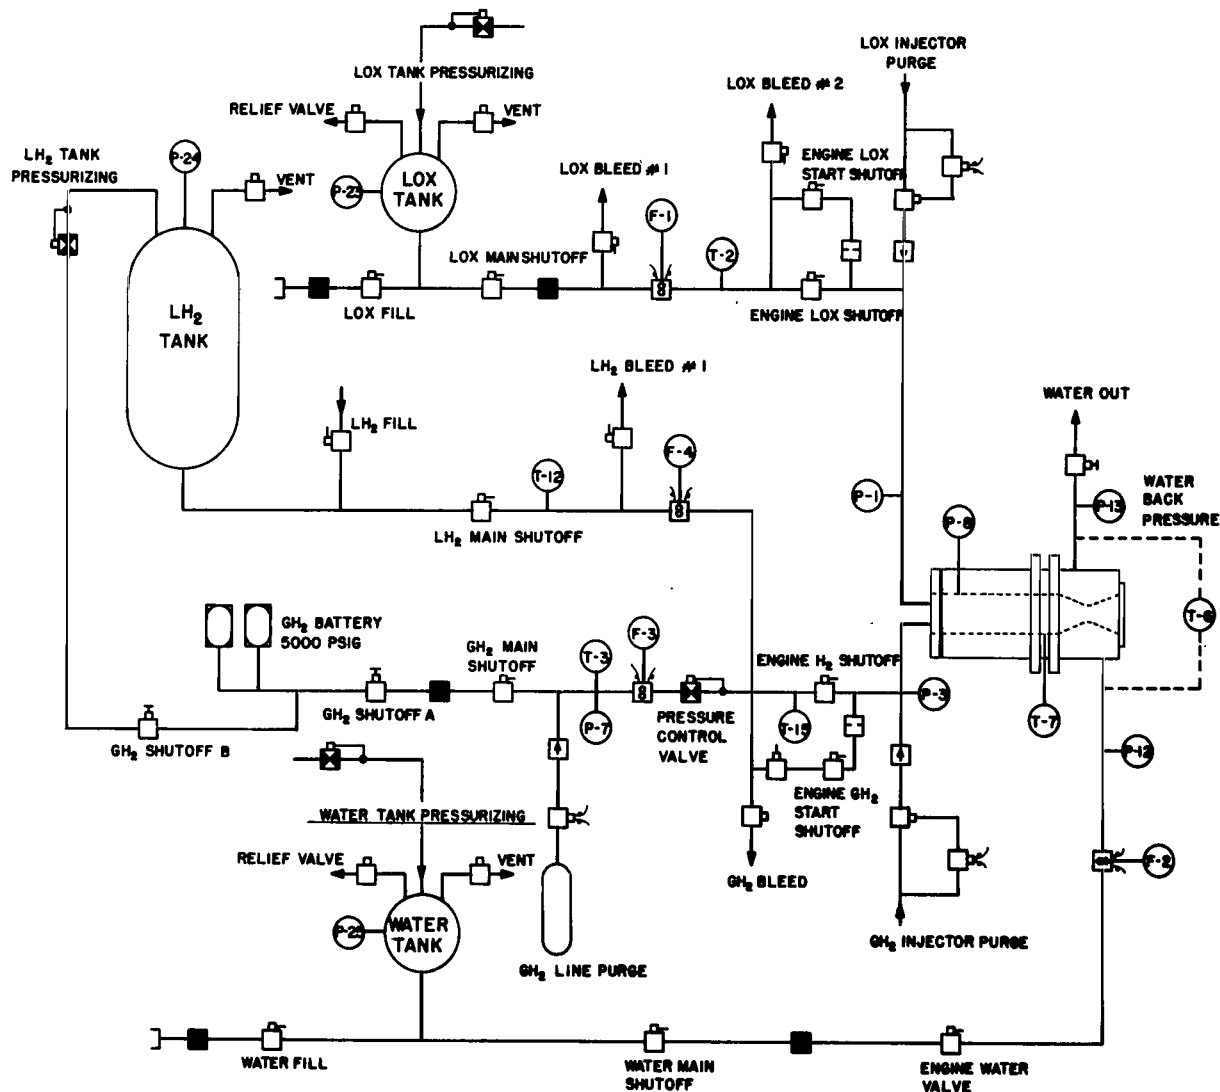 LOX INJECTOR
PURGE
LOX TANK PRESSURIZING
LOX BLEED # 2
RELIEF VALVE
VENT
P-24
LH₂ TANK
PRESSURIZING
VENT
P-23
LOX
TANK
LOX BLEED # 1
ENGINE LOX
START SHUTOFF
F-1
T-2
LOX MAIN SHUTOFF
LOX FILL
ENGINE LOX SHUTOFF
LH₂
TANK
LH₂ BLEED # 1
LH₂ FILL
WATER OUT
F-4
T-12
P-1
P-13
WATER
BACK
PRESSURE
LH₂ MAIN SHUTOFF
P-8
T-6
GH₂ BATTERY
5000 PSIG
GH₂ MAIN
SHUTOFF
F-3
T-3
ENGINE H₂ SHUTOFF
P-3
GH₂ SHUTOFF A
P-7
PRESSURE
CONTROL
VALVE
T-15
T-7
GH₂ SHUTOFF B
P-12
ENGINE GH₂
START
SHUTOFF
WATER TANK PRESSURIZING
RELIEF VALVE
VENT
F-2
GH₂ BLEED
P-25
WATER
TANK
GH₂ LINE PURGE
GH₂ INJECTOR PURGE
WATER FILL
WATER MAIN
SHUTOFF
ENGINE WATER
VALVE